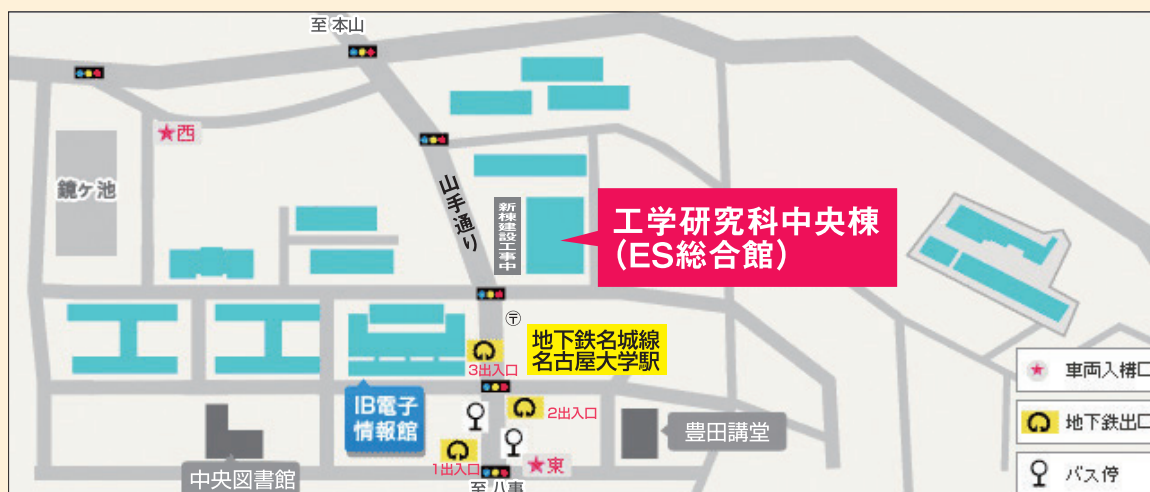 至 本山
★西
鏡ケ池
山手通り
新棟建設工事中
工学研究科中央棟
(ES総合館)
〒
地下鉄名城線
名古屋大学駅
3出入口
IB電子
情報館
2出入口
1出入口
★東
豊田講堂
中央図書館
至 八事
★ 車両入構口
地下鉄出口
バス停